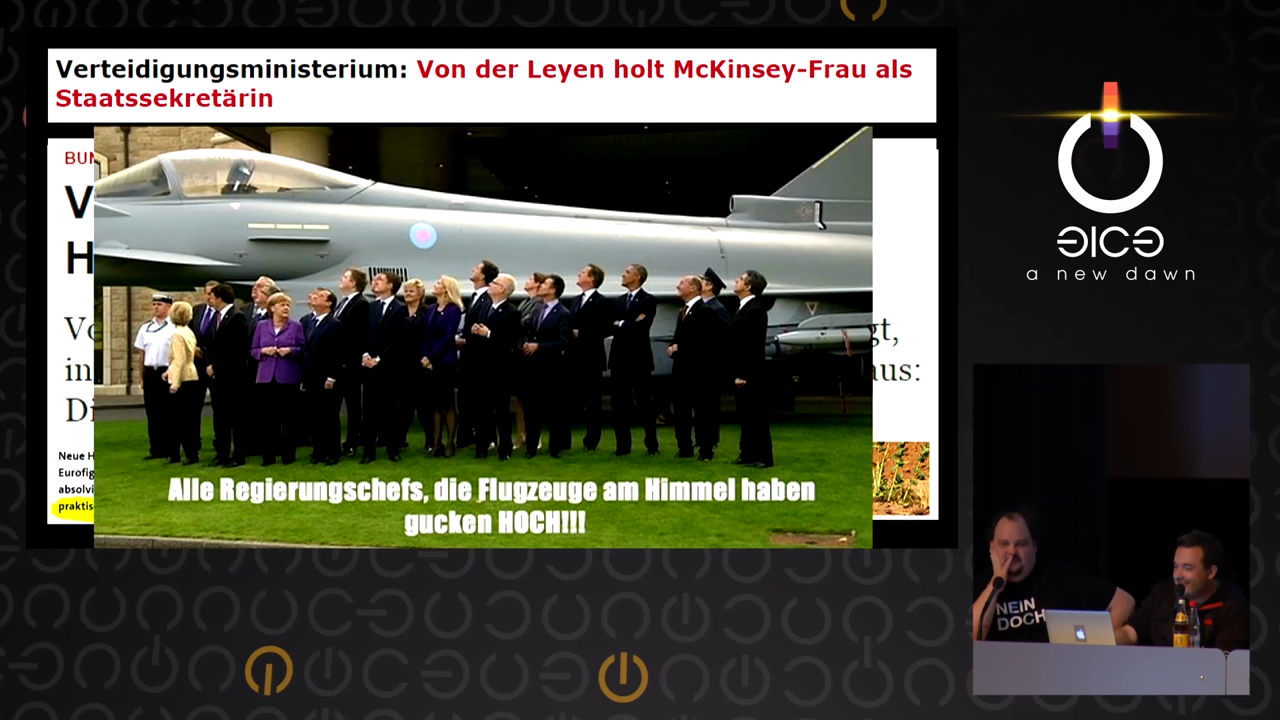 Verteidigungsministerium: Von der Leyen holt McKinsey-Frau als
Staatssekretärin
BUN
V
H
Vo
gt,
in
aus:
Di
Neue H
Eurofig
absolvi
praktis
Alle Regierungschefs, die Flugzeuge am Himmel haben
gucken HOCH!!!
a new dawn
NEIN
DOCH